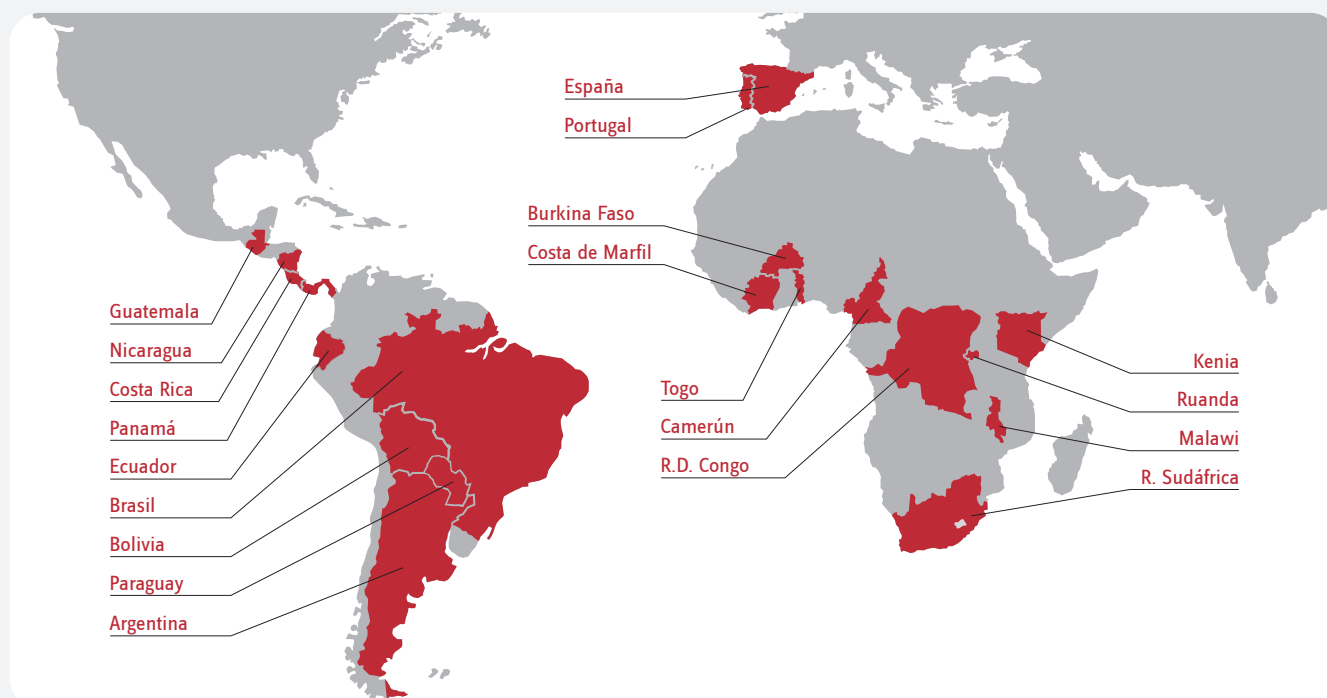 España
Portugal
Burkina Faso
Costa de Marfil
Guatemala
Nicaragua
Costa Rica
Panamá
Ecuador
Brasil
Bolivia
Paraguay
Argentina
Togo
Camerún
R.D. Congo
Kenia
Ruanda
Malawi
R. Sudáfrica